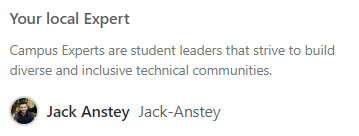 Your local Expert
Campus Experts are student leaders that strive to build
diverse and inclusive technical communities.
Jack Anstey Jack-Anstey